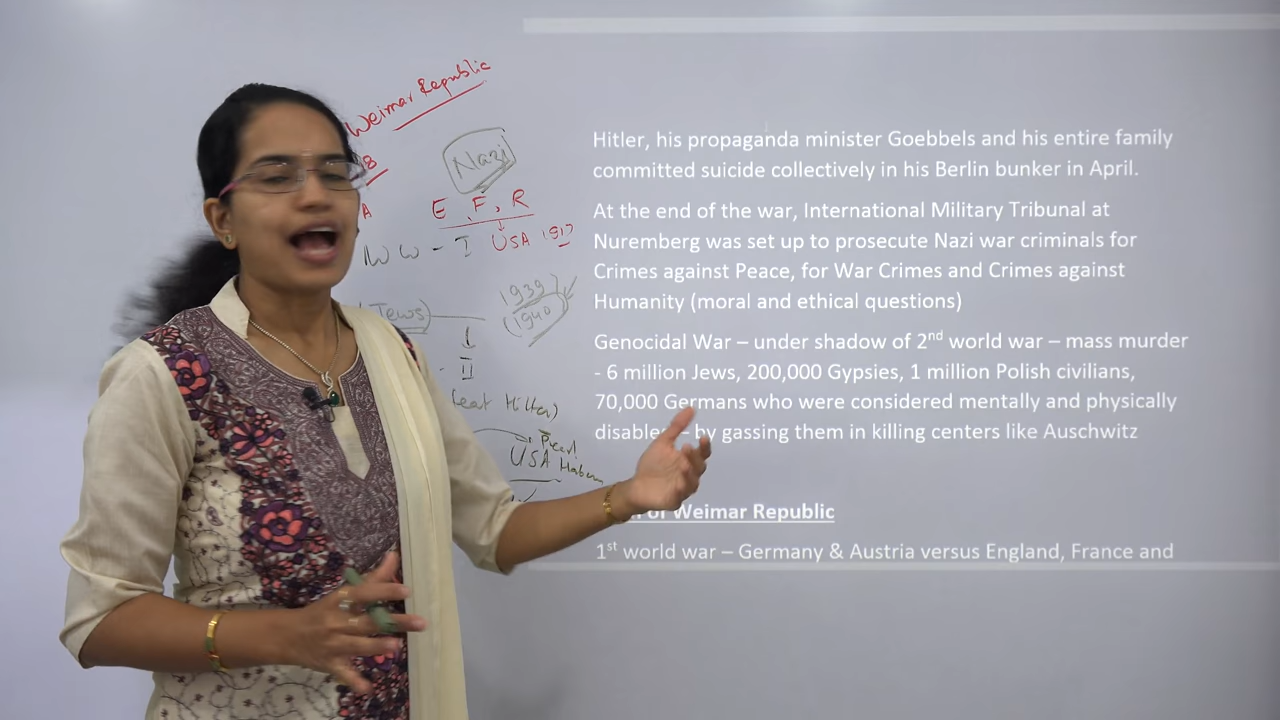 Weimar Republic
8
Nazi
A
E, F, R
WW - I USA 1917
1939
(1940)
(Jews)
II
Hitler)
Pearl
USA Habour
Hitler, his propaganda minister Goebbels and his entire family
committed suicide collectively in his Berlin bunker in April.
At the end of the war, International Military Tribunal at
Nuremberg was set up to prosecute Nazi war criminals for
Crimes against Peace, for War Crimes and Crimes against
Humanity (moral and ethical questions)
Genocidal War – under shadow of 2nd world war – mass murder
- 6 million Jews, 200,000 Gypsies, 1 million Polish civilians,
70,000 Germans who were considered mentally and physically
disabled – by gassing them in killing centers like Auschwitz
of Weimar Republic
1st world war – Germany & Austria versus England, France and